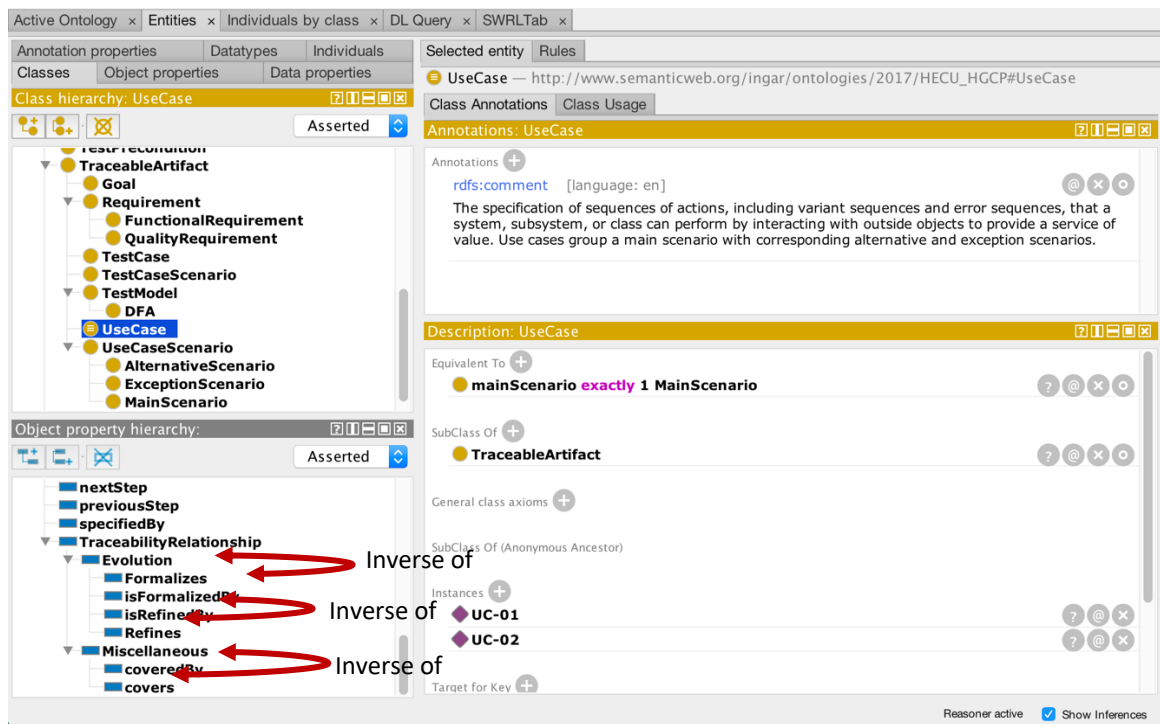 Active Ontology × Entities × Individuals by class × DL Query × SWRLTab ×
Annotation properties Datatypes Individuals
Classes Object properties Data properties
Class hierarchy: UseCase
Asserted
TestPrecondition
TraceableArtifact
Goal
Requirement
FunctionalRequirement
QualityRequirement
TestCase
TestCaseScenario
TestModel
DFA
UseCase
UseCaseScenario
AlternativeScenario
ExceptionScenario
MainScenario
Object property hierarchy:
Asserted
nextStep
previousStep
specifiedBy
TraceabilityRelationship
Evolution
Formalizes
isFormalizedBy
isRefinedBy
Refines
Miscellaneous
coveredBy
covers
Inverse of
Inverse of
Inverse of
Selected entity Rules
UseCase — http://www.semanticweb.org/ingar/ontologies/2017/HECU_HGCP#UseCase
Class Annotations Class Usage
Annotations: UseCase
Annotations
rdfs:comment [language: en]
The specification of sequences of actions, including variant sequences and error sequences, that a
system, subsystem, or class can perform by interacting with outside objects to provide a service of
value. Use cases group a main scenario with corresponding alternative and exception scenarios.
Description: UseCase
Equivalent To
mainScenario exactly 1 MainScenario
SubClass Of
TraceableArtifact
General class axioms
SubClass Of (Anonymous Ancestor)
Instances
UC-01
UC-02
Target for Key
Reasoner active Show Inferences